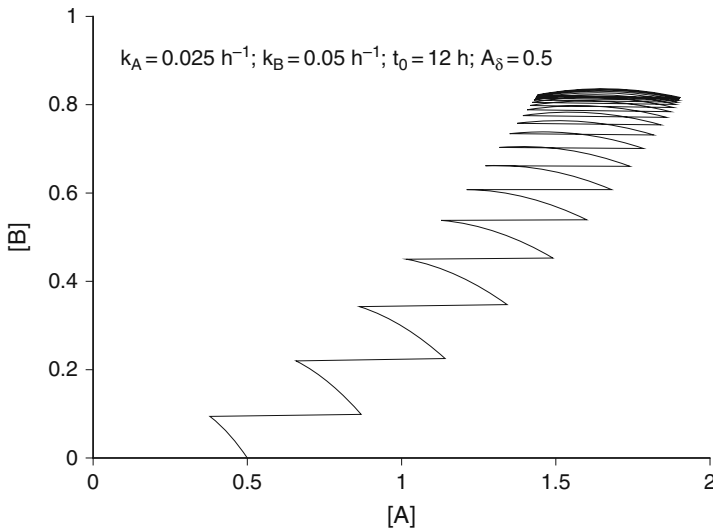 1
k_A = 0.025 h⁻¹; k_B = 0.05 h⁻¹; t₀ = 12 h; A_δ = 0.5
0.8
0.6
[B]
0.4
0.2
0
0 0.5 1 1.5 2
[A]